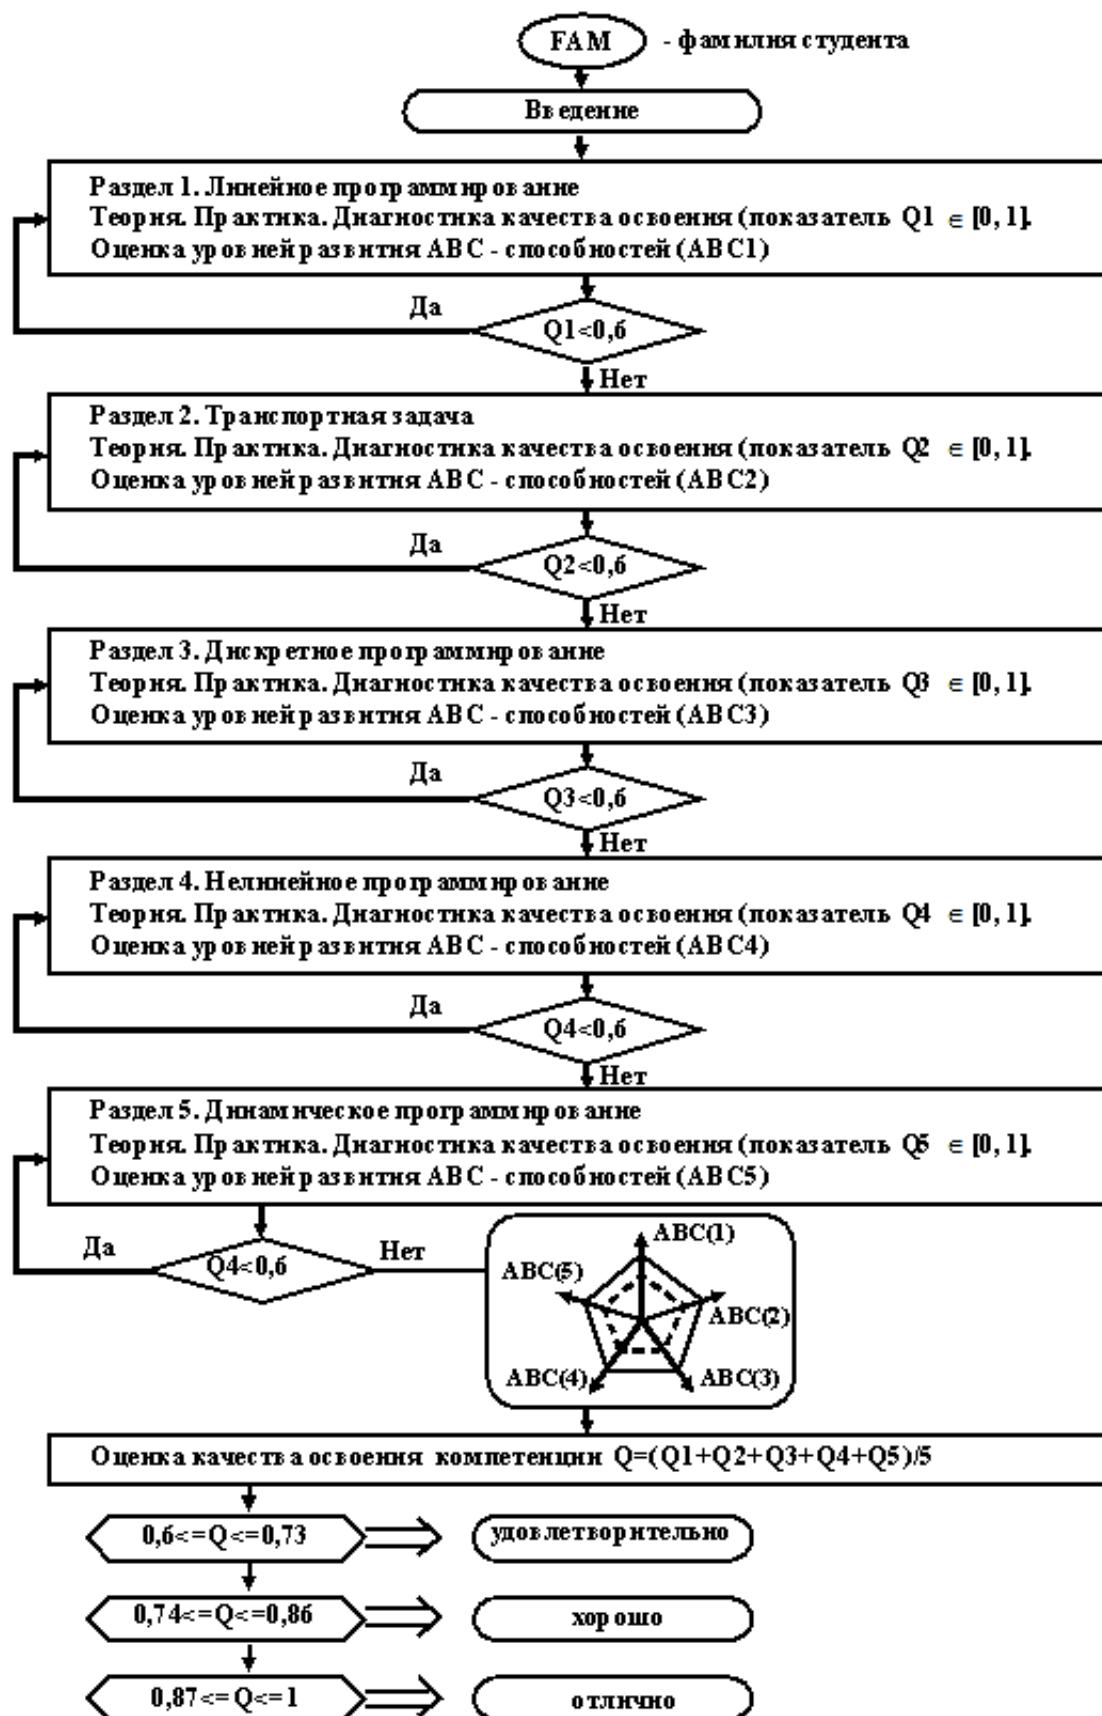 FAM - фамилия студента
Введение
Раздел 1. Линейное программирование
Теория. Практика. Диагностика качества освоения (показатель Q1 ∈ [0, 1].
Оценка уровней развития ABC - способностей (ABC1)
Да
Q1<0,6
Нет
Раздел 2. Транспортная задача
Теория. Практика. Диагностика качества освоения (показатель Q2 ∈ [0, 1].
Оценка уровней развития ABC - способностей (ABC2)
Да
Q2<0,6
Нет
Раздел 3. Дискретное программирование
Теория. Практика. Диагностика качества освоения (показатель Q3 ∈ [0, 1].
Оценка уровней развития ABC - способностей (ABC3)
Да
Q3<0,6
Нет
Раздел 4. Нелинейное программирование
Теория. Практика. Диагностика качества освоения (показатель Q4 ∈ [0, 1].
Оценка уровней развития ABC - способностей (ABC4)
Да
Q4<0,6
Нет
Раздел 5. Динамическое программирование
Теория. Практика. Диагностика качества освоения (показатель Q5 ∈ [0, 1].
Оценка уровней развития ABC - способностей (ABC5)
Да
Q4<0,6
Нет
ABC(1)
ABC(5)
ABC(2)
ABC(4)
ABC(3)
Оценка качества освоения компетенции Q=(Q1+Q2+Q3+Q4+Q5)/5
0,6<=Q<=0,73
удовлетворительно
0,74<=Q<=0,86
хорошо
0,87<=Q<=1
отлично